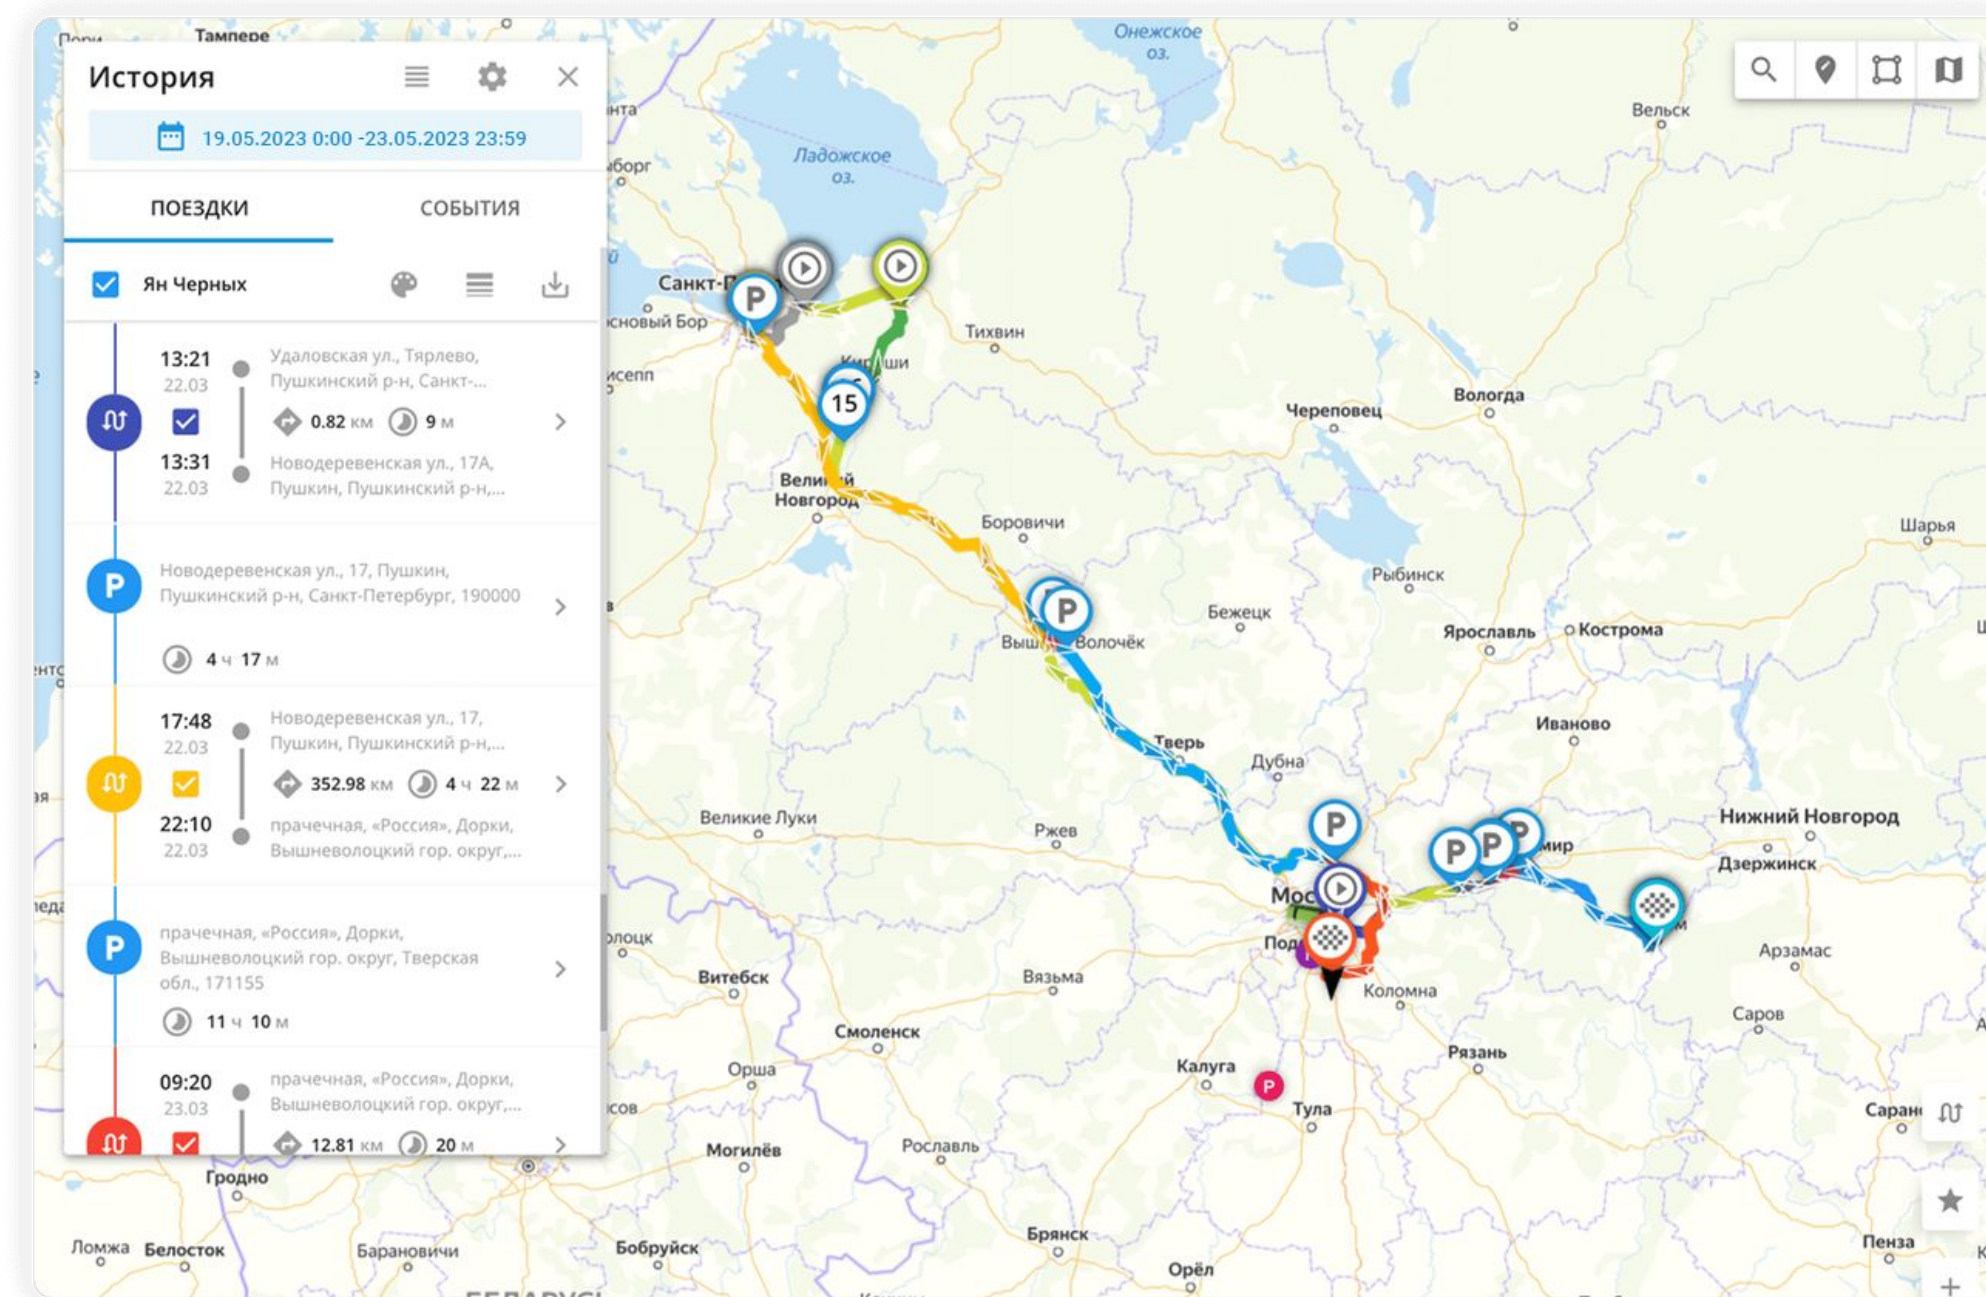 История
19.05.2023 0:00 -23.05.2023 23:59
ПОЕЗДКИ
СОБЫТИЯ
Ян Черных
13:21
22.03
Удаловская ул., Тярлево,
Пушкинский р-н, Санкт-...
0.82 км
9 м
13:31
22.03
Новодеревенская ул., 17А,
Пушкин, Пушкинский р-н,...
P
Новодеревенская ул., 17, Пушкин,
Пушкинский р-н, Санкт-Петербург, 190000
4 ч 17 м
17:48
22.03
Новодеревенская ул., 17,
Пушкин, Пушкинский р-н,...
352.98 км
4 ч 22 м
22:10
22.03
прачечная, «Россия», Дорки,
Вышневолоцкий гор. округ,...
P
прачечная, «Россия», Дорки,
Вышневолоцкий гор. округ, Тверская
обл., 171155
11 ч 10 м
09:20
23.03
прачечная, «Россия», Дорки,
Вышневолоцкий гор. округ,...
12.81 км
20 м
Тампере
Онежское
оз.
Вельск
Ладожское
оз.
P
Тихвин
15
Череповец
Вологда
Великий
Новгород
Боровичи
Шарья
Рыбинск
P
Бежецк
Ярославль
Кострома
Волочёк
Иваново
Тверь
Дубна
Великие Луки
Ржев
P
P
P
P
Нижний Новгород
Дзержинск
Арзамас
Витебск
Вязьма
Коломна
Саров
Смоленск
Рязань
Орша
Калуга
P
Тула
Могилёв
Рославль
Гродно
Брянск
Пенза
Ломжа
Белосток
Барановичи
Бобруйск
Орёл